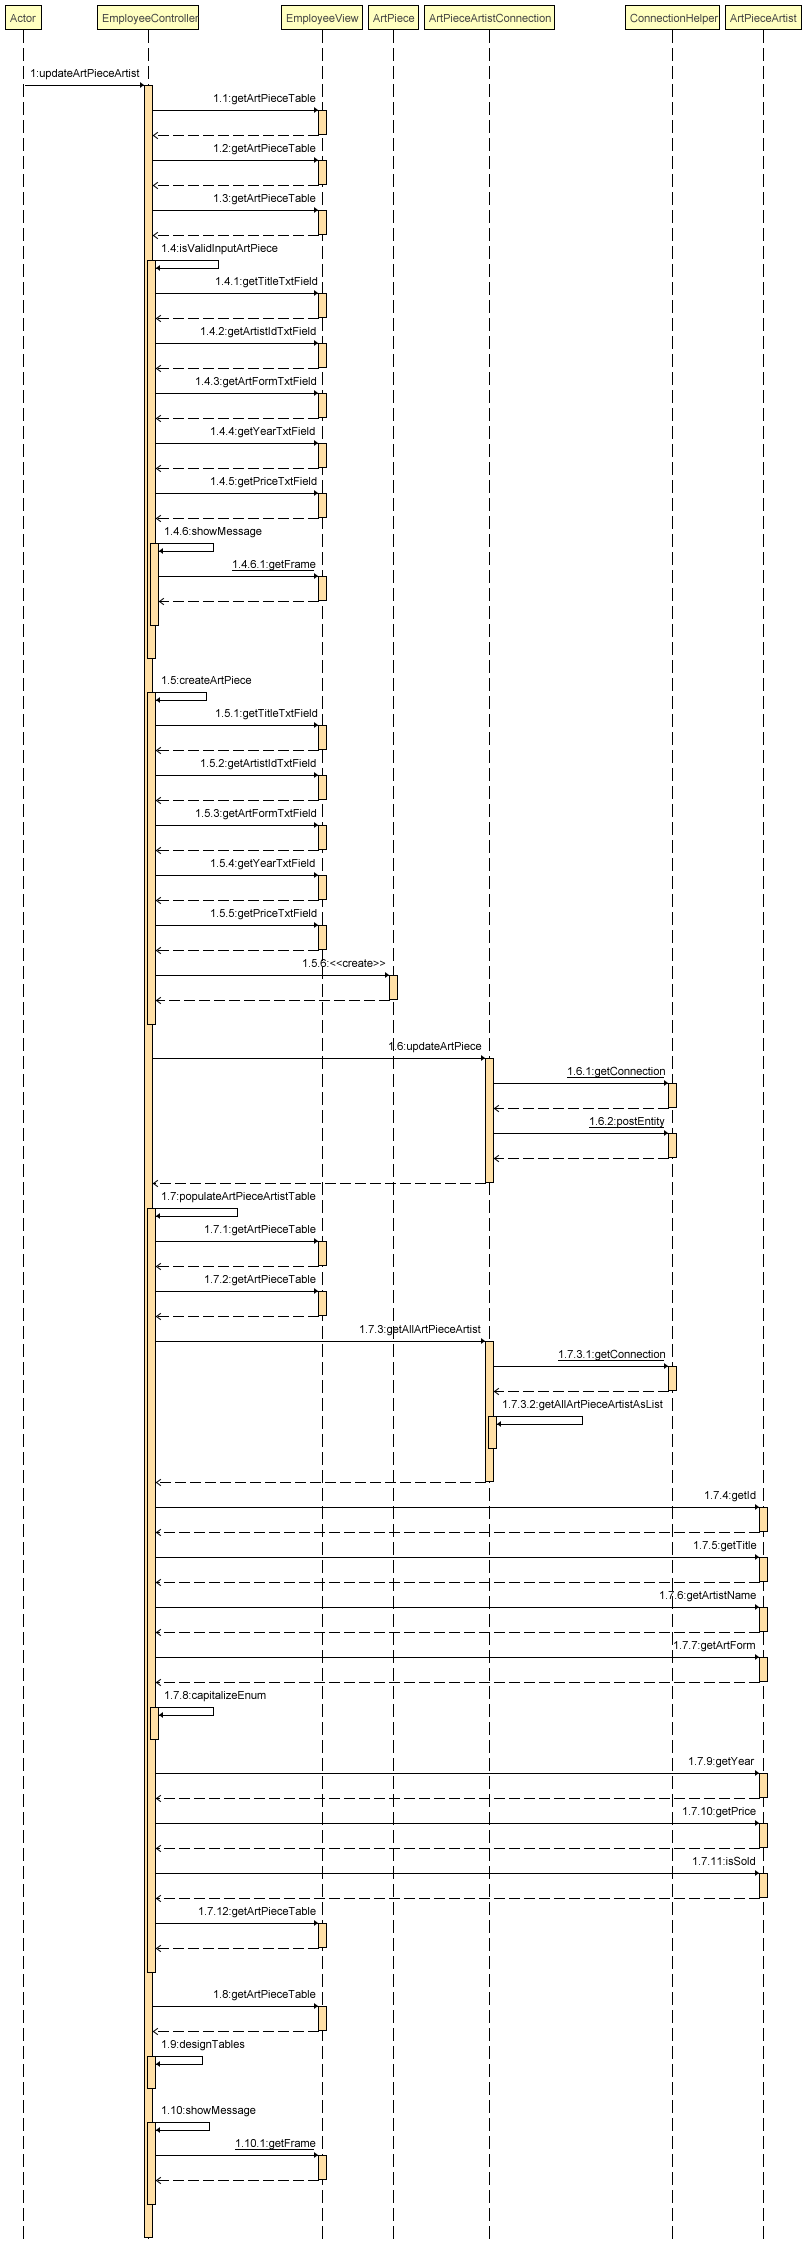 Actor
EmployeeController
EmployeeView
ArtPiece
ArtPieceArtistConnection
ConnectionHelper
ArtPieceArtist
1:updateArtPieceArtist
1.1:getArtPieceTable
1.2:getArtPieceTable
1.3:getArtPieceTable
1.4:isValidInputArtPiece
1.4.1:getTitleTxtField
1.4.2:getArtistIdTxtField
1.4.3:getArtFormTxtField
1.4.4:getYearTxtField
1.4.5:getPriceTxtField
1.4.6:showMessage
1.4.6.1:getFrame
1.5:createArtPiece
1.5.1:getTitleTxtField
1.5.2:getArtistIdTxtField
1.5.3:getArtFormTxtField
1.5.4:getYearTxtField
1.5.5:getPriceTxtField
1.5.6:<<create>>
1.6:updateArtPiece
1.6.1:getConnection
1.6.2:postEntity
1.7:populateArtPieceArtistTable
1.7.1:getArtPieceTable
1.7.2:getArtPieceTable
1.7.3:getAllArtPieceArtist
1.7.3.1:getConnection
1.7.3.2:getAllArtPieceArtistAsList
1.7.4:getId
1.7.5:getTitle
1.7.6:getArtistName
1.7.7:getArtForm
1.7.8:capitalizeEnum
1.7.9:getYear
1.7.10:getPrice
1.7.11:isSold
1.7.12:getArtPieceTable
1.8:getArtPieceTable
1.9:designTables
1.10:showMessage
1.10.1:getFrame